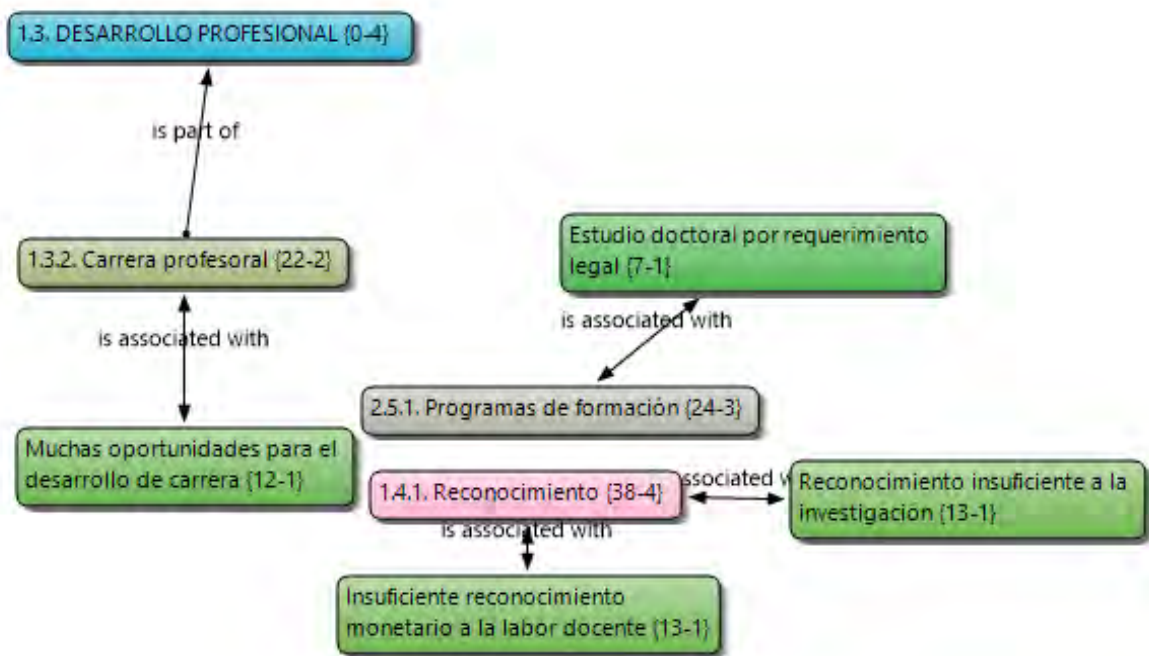 1.3. DESARROLLO PROFESIONAL {0-4}
is part of
1.3.2. Carrera profesoral {22-2}
is associated with
Muchas oportunidades para el
desarrollo de carrera {12-1}
Estudio doctoral por requerimiento
legal {7-1}
is associated with
2.5.1. Programas de formación {24-3}
1.4.1. Reconocimiento {38-4}
associated
Reconocimiento insuficiente a la
investigación {13-1}
is associated with
Insuficiente reconocimiento
monetario a la labor docente {13-1}